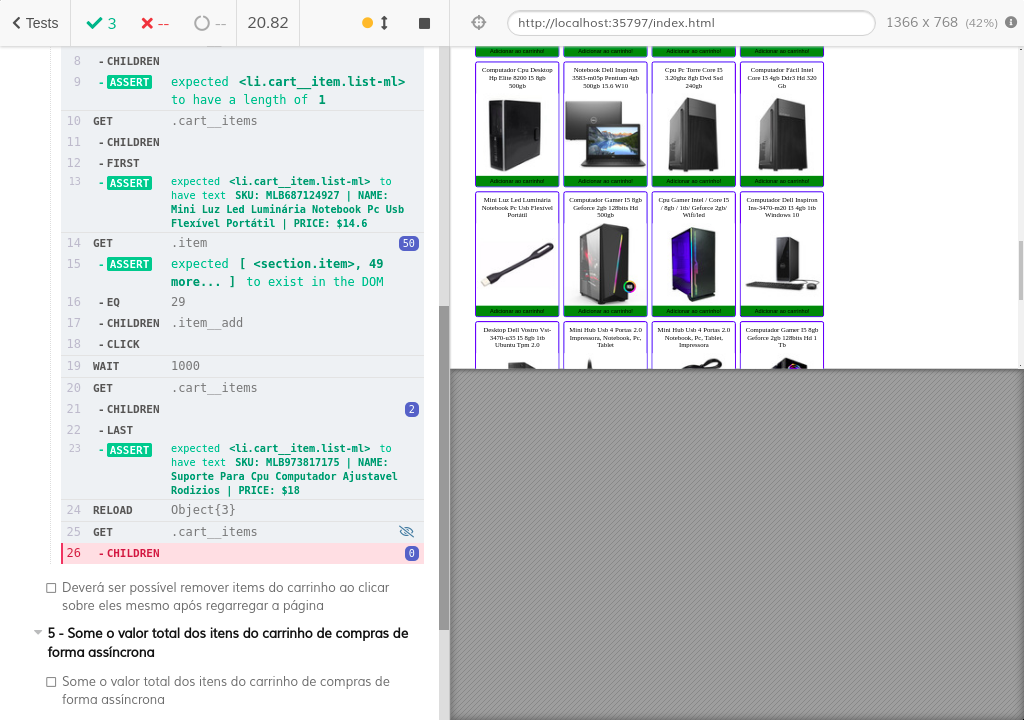 Tests
3
--
--
20.82
http://localhost:35797/index.html
1366 x 768 (42%)
8 -CHILDREN
9 -ASSERT expected <li.cart__item.list-ml>
to have a length of 1
10 GET .cart__items
11 -CHILDREN
12 -FIRST
13 -ASSERT expected <li.cart__item.list-ml> to
have text SKU: MLB687124927 | NAME:
Mini Luz Led Luminária Notebook Pc Usb
Flexível Portátil | PRICE: $14.6
14 GET .item 50
15 -ASSERT expected [ <section.item>, 49
more... ] to exist in the DOM
16 -EQ 29
17 -CHILDREN .item__add
18 -CLICK
19 WAIT 1000
20 GET .cart__items
21 -CHILDREN 2
22 -LAST
23 -ASSERT expected <li.cart__item.list-ml> to
have text SKU: MLB973817175 | NAME:
Suporte Para Cpu Computador Ajustavel
Rodizios | PRICE: $18
24 RELOAD Object{3}
25 GET .cart__items
26 -CHILDREN 0
Deverá ser possível remover items do carrinho ao clicar
sobre eles mesmo após regarregar a página
5 - Some o valor total dos itens do carrinho de compras de
forma assíncrona
Some o valor total dos itens do carrinho de compras de
forma assíncrona
Adicionar ao carrinho! Adicionar ao carrinho! Adicionar ao carrinho! Adicionar ao carrinho!
Computador Cpu Desktop
Hp Elite 8200 I5 8gb
500gb
Notebook Dell Inspiron
3583-ml5p Pentium 4gb
500gb 15.6 W10
Cpu Pc Torre Core I5
3.20ghz 8gb Dvd Ssd
240gb
Computador Fácil Intel
Core I3 4gb Ddr3 Hd 320
Gb
Adicionar ao carrinho! Adicionar ao carrinho! Adicionar ao carrinho! Adicionar ao carrinho!
Mini Luz Led Luminária
Notebook Pc Usb Flexível
Portátil
Computador Gamer I5 8gb
Geforce 2gb 128bits Hd
500gb
Cpu Gamer Intel / Core I5
/ 8gb / 1tb/ Geforce 2gb/
Wifi/led
Computador Dell Inspiron
Ins-3470-m20 I3 4gb 1tb
Windows 10
Adicionar ao carrinho! Adicionar ao carrinho! Adicionar ao carrinho! Adicionar ao carrinho!
Desktop Dell Vostro Vst-
3470-u35 I5 8gb 1tb
Ubuntu Tpm 2.0
Mini Hub Usb 4 Portas 2.0
Impressora, Notebook, Pc,
Tablet
Mini Hub Usb 4 Portas 2.0
Notebook, Pc, Tablet,
Impressora
Computador Gamer I5 8gb
Geforce 2gb 128bits Hd 1
Tb